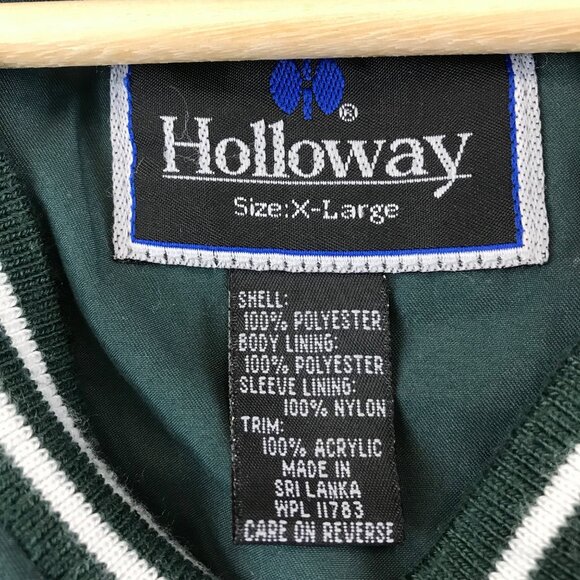 ®
Holloway
Size:X-Large
SHELL:
100% POLYESTER
BODY LINING:
100% POLYESTER
SLEEVE LINING:
100% NYLON
TRIM:
100% ACRYLIC
MADE IN
SRI LANKA
WPL 11783
CARE ON REVERSE